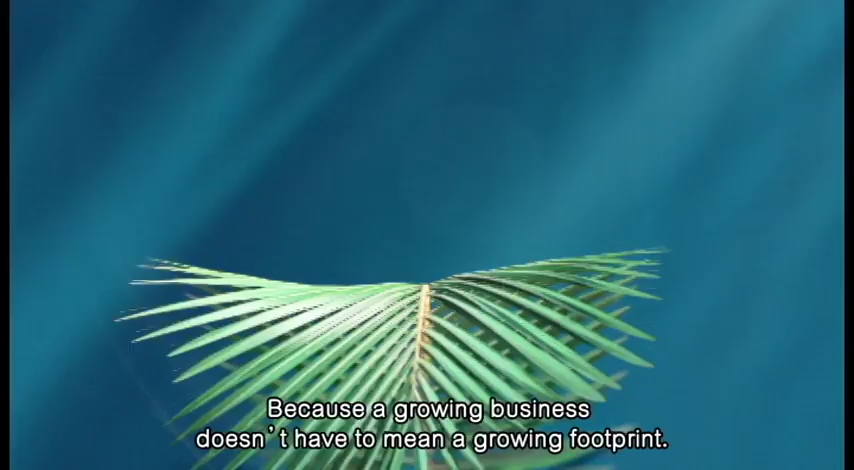 Because a growing business
doesn’t have to mean a growing footprint.